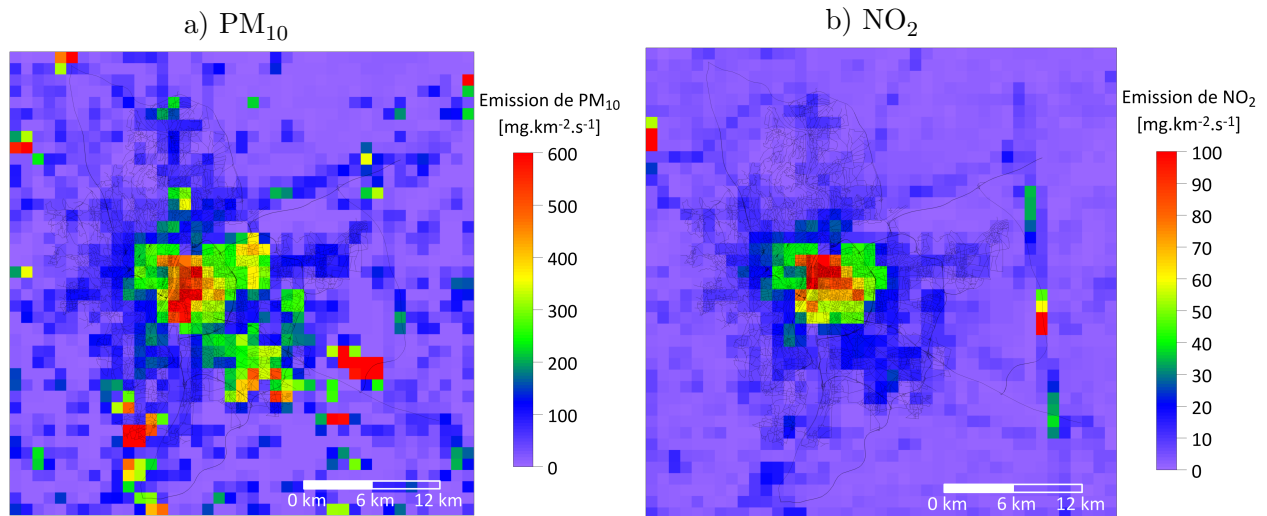 a) PM₁₀
b) NO₂
Emission de PM₁₀
[mg.km⁻².s⁻¹]
600
500
400
300
200
100
0
0 km 6 km 12 km
Emission de NO₂
[mg.km⁻².s⁻¹]
100
90
80
70
60
50
40
30
20
10
0
0 km 6 km 12 km